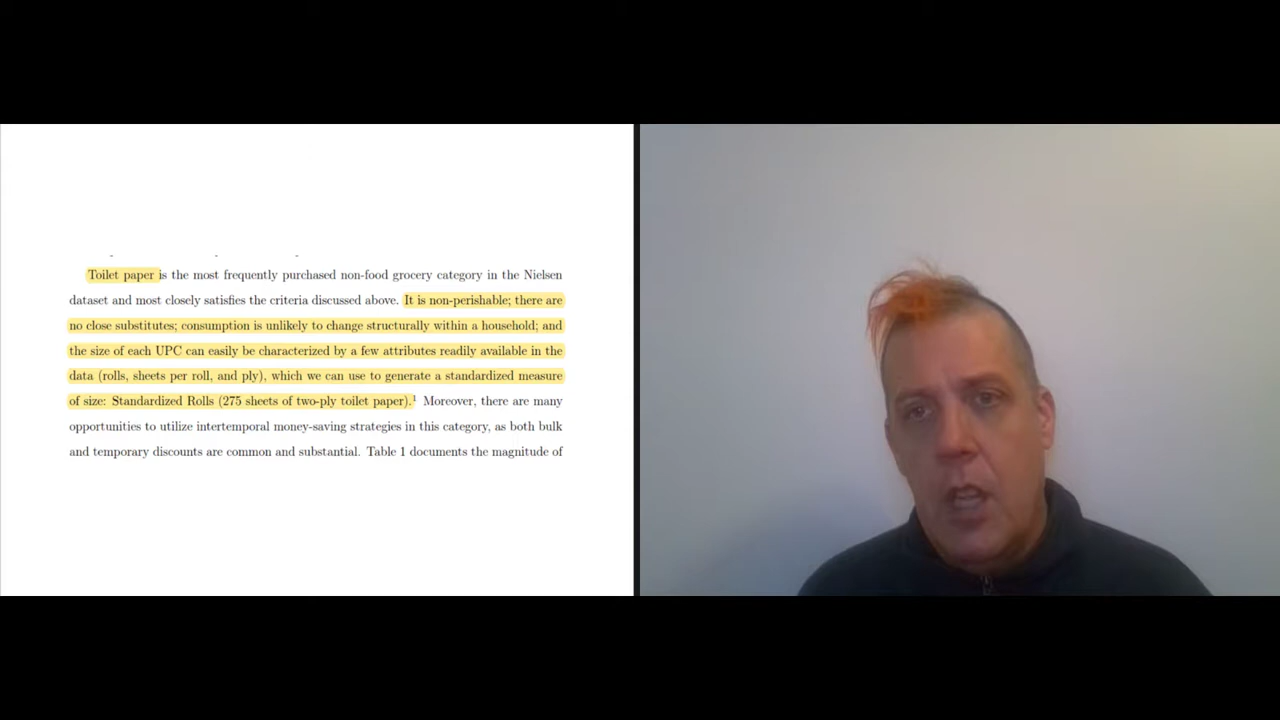 Toilet paper is the most frequently purchased non-food grocery category in the Nielsen
dataset and most closely satisfies the criteria discussed above. It is non-perishable; there are
no close substitutes; consumption is unlikely to change structurally within a household; and
the size of each UPC can easily be characterized by a few attributes readily available in the
data (rolls, sheets per roll, and ply), which we can use to generate a standardized measure
of size: Standardized Rolls (275 sheets of two-ply toilet paper).¹ Moreover, there are many
opportunities to utilize intertemporal money-saving strategies in this category, as both bulk
and temporary discounts are common and substantial. Table 1 documents the magnitude of